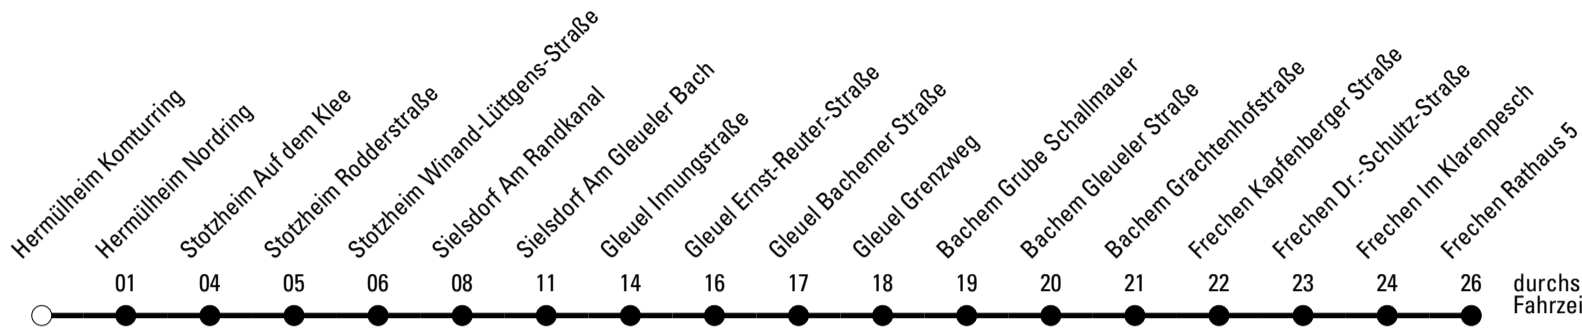 Hermülheim Komturring
Hermülheim Nordring
Stotzheim Auf dem Klee
Stotzheim Rodderstraße
Stotzheim Winand-Lüttgens-Straße
Sielsdorf Am Randkanal
Sielsdorf Am Gleueler Bach
Gleuel Innungstraße
Gleuel Ernst-Reuter-Straße
Gleuel Bachemer Straße
Gleuel Grenzweg
Bachem Grube Schallmauer
Bachem Gleueler Straße
Bachem Grachtenhofstraße
Frechen Kapfenberger Straße
Frechen Dr.-Schultz-Straße
Frechen Im Klarenpesch
Frechen Rathaus 5
01 04 05 06 08 11 14 16 17 18 19 20 21 22 23 24 26
durchs
Fahrzei